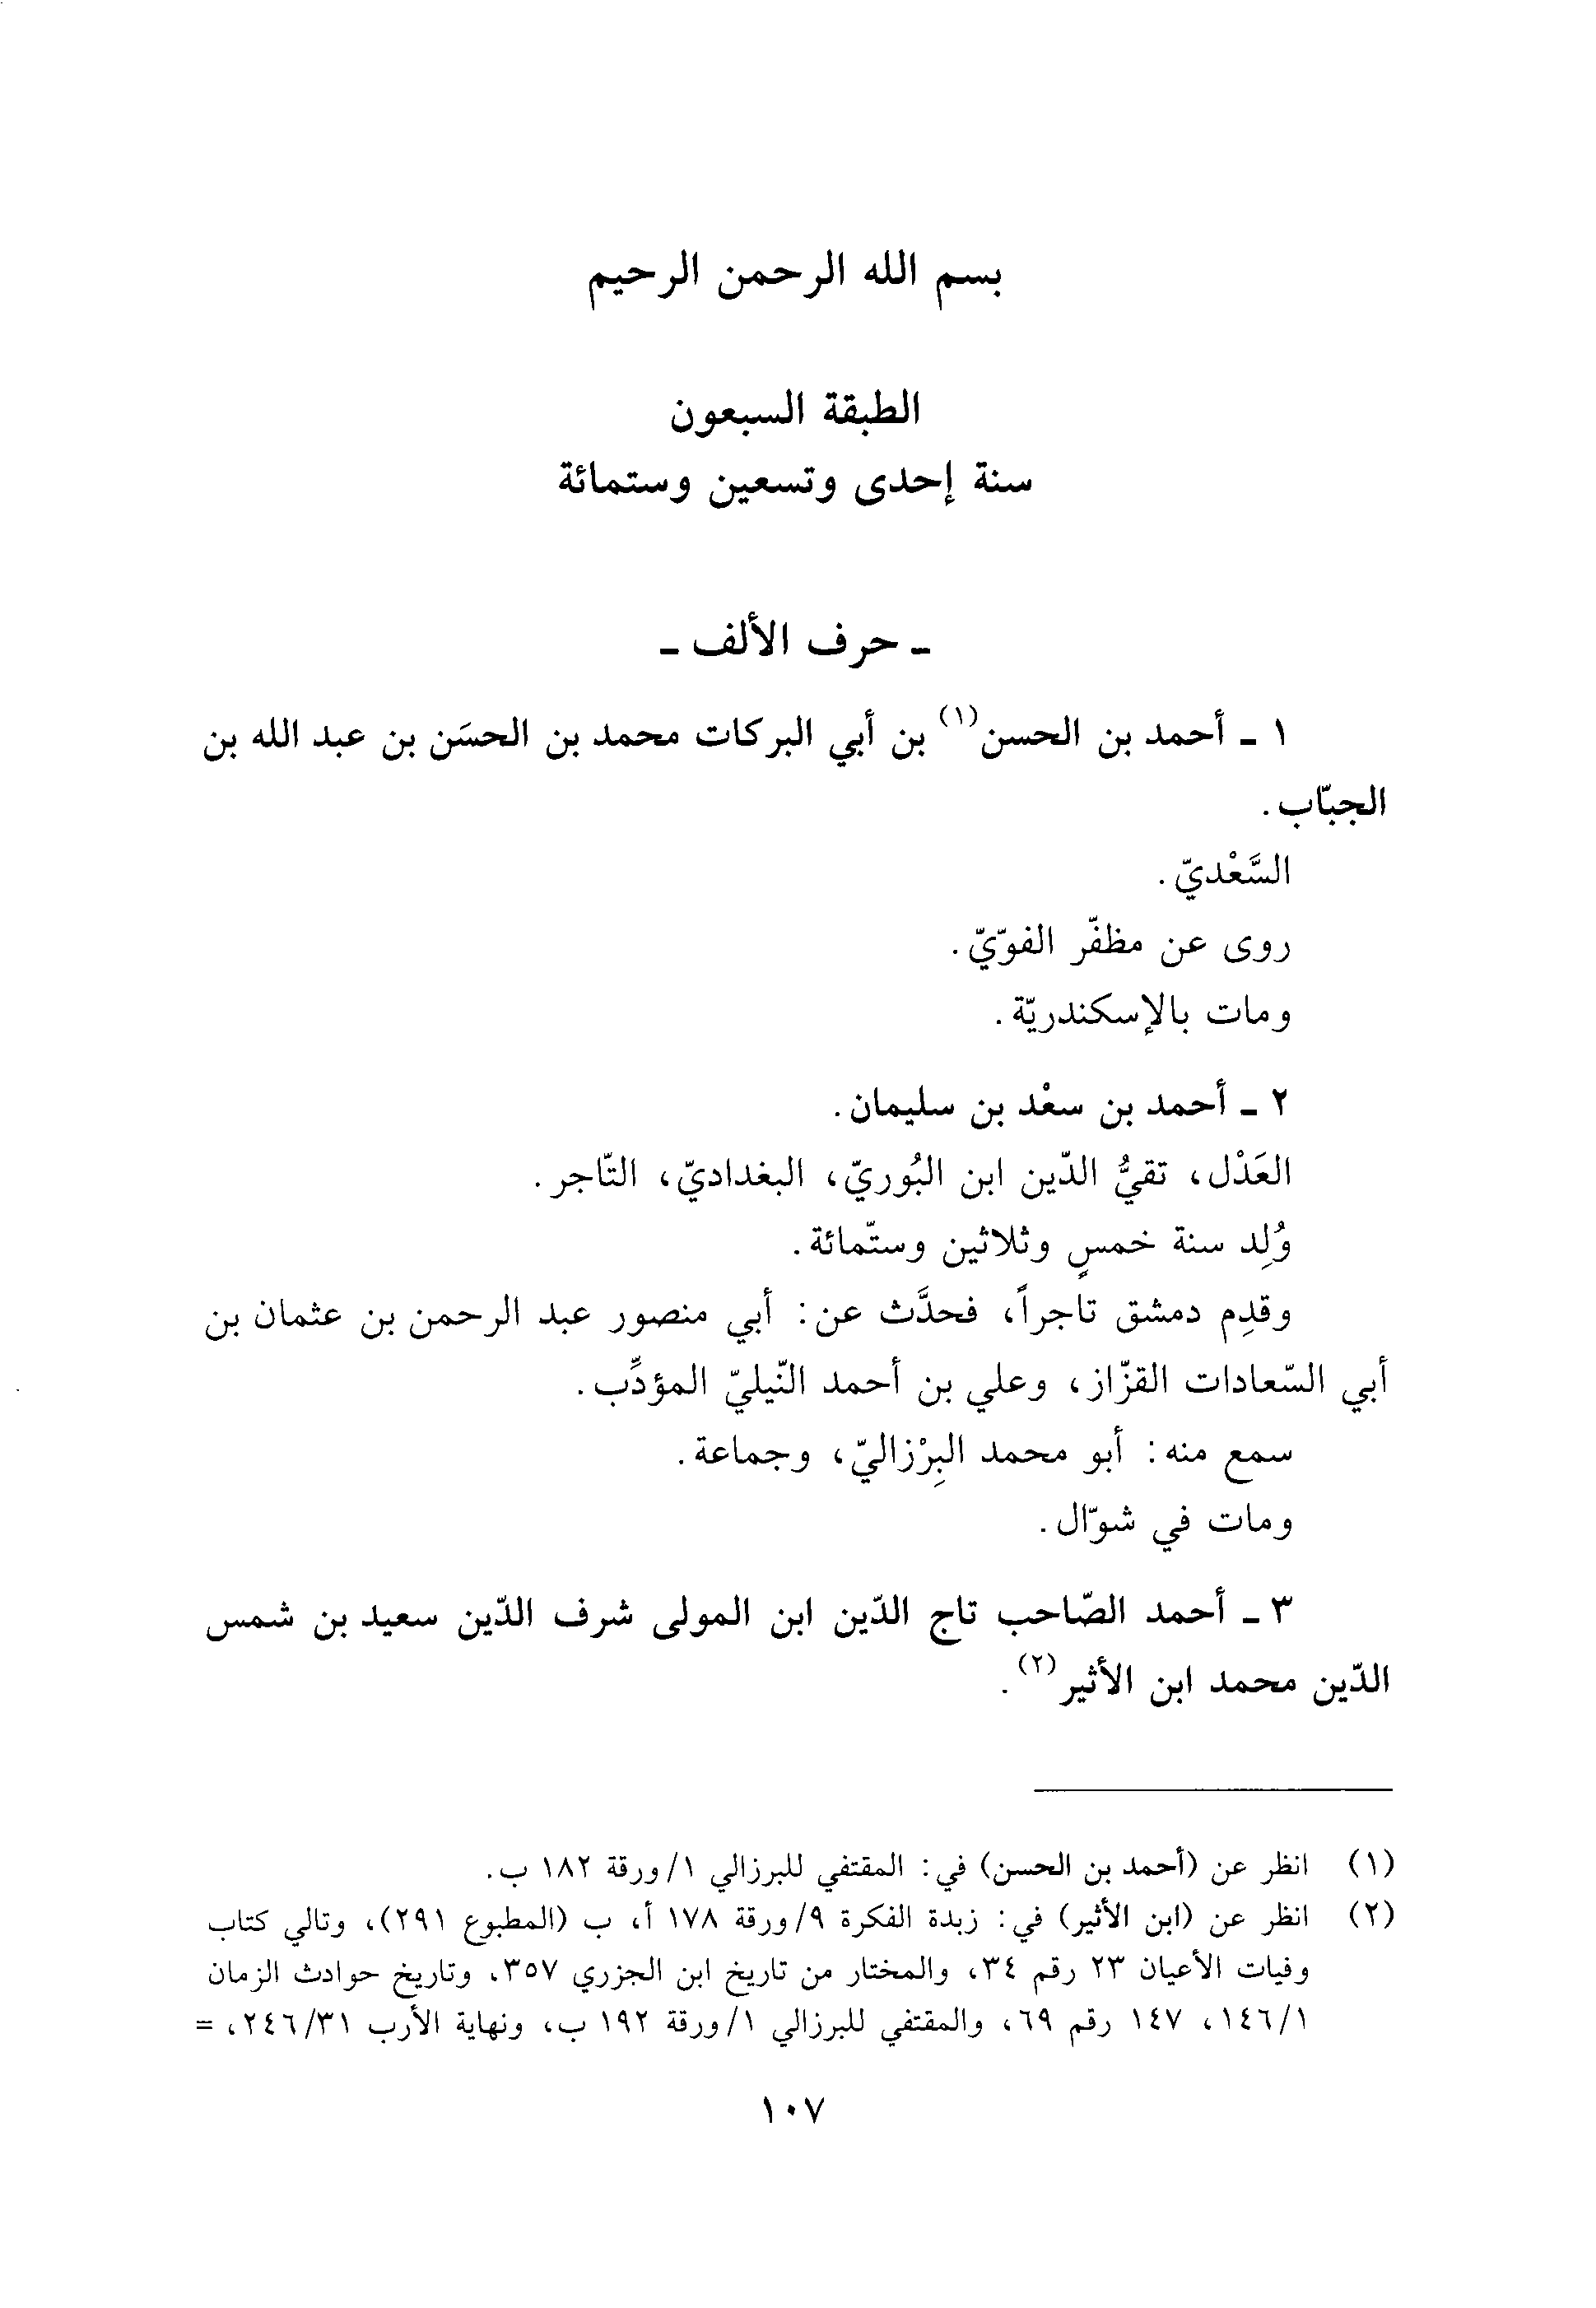 بسم الله الرحمن الرحيم
الطبقة السبعون
سنة إحدى وتسعين وستمائة
ـ حرف الألف ـ
١ ـ أحمد بن الحسن(١) بن أبي البركات محمد بن الحسَن بن عبد الله بن
الجبّاب.
السَّعْديّ.
روى عن مظفّر الفوّيّ.
ومات بالإسكندريّة.
٢ ـ أحمد بن سعْد بن سليمان.
العَدْل، تقيُّ الدّين ابن البُوريّ، البغداديّ، التّاجر.
وُلِد سنة خمسٍ وثلاثين وستّمائة.
وقدِم دمشق تاجراً، فحدَّث عن: أبي منصور عبد الرحمن بن عثمان بن
أبي السّعادات القزّاز، وعلي بن أحمد النّيليّ المؤدِّب.
سمع منه: أبو محمد البِرْزاليّ، وجماعة.
ومات في شوّال.
٣ ـ أحمد الصّاحب تاج الدّين ابن المولى شرف الدّين سعيد بن شمس
الدّين محمد ابن الأثير(٢).
(١) انظر عن (أحمد بن الحسن) في: المقتفي للبرزالي ١/ورقة ١٨٢ ب.
(٢) انظر عن (ابن الأثير) في: زبدة الفكرة ٩/ورقة ١٧٨ أ، ب (المطبوع ٢٩١)، وتالي كتاب
وفيات الأعيان ٢٣ رقم ٣٤، والمختار من تاريخ ابن الجزري ٣٥٧، وتاريخ حوادث الزمان
١/١٤٦، ١٤٧ رقم ٦٩، والمقتفي للبرزالي ١/ورقة ١٩٢ ب، ونهاية الأرب ٢٤٦/٣١، =
١٠٧